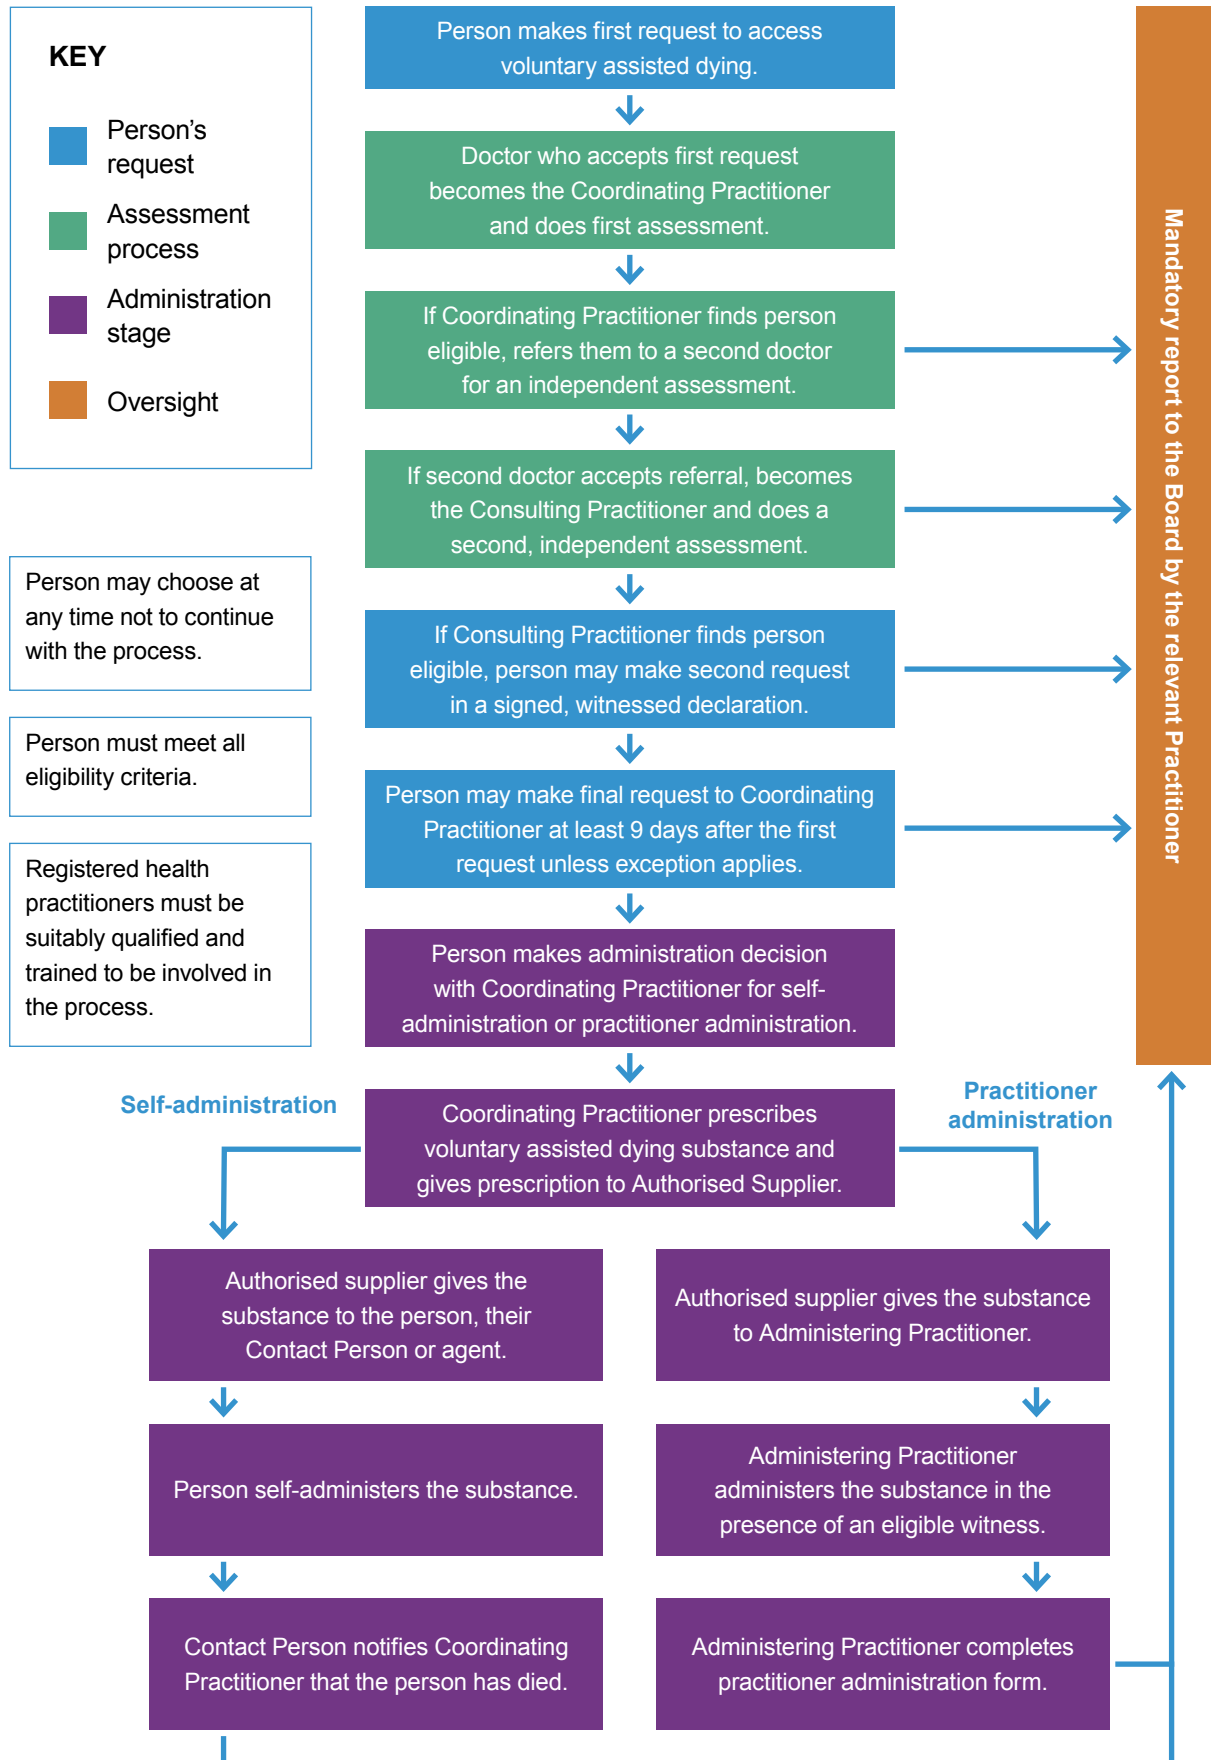 KEY
Person's
request
Assessment
process
Administration
stage
Oversight
Person may choose at
any time not to continue
with the process.
Person must meet all
eligibility criteria.
Registered health
practitioners must be
suitably qualified and
trained to be involved in
the process.
Person makes first request to access
voluntary assisted dying.
Doctor who accepts first request
becomes the Coordinating Practitioner
and does first assessment.
If Coordinating Practitioner finds person
eligible, refers them to a second doctor
for an independent assessment.
If second doctor accepts referral, becomes
the Consulting Practitioner and does a
second, independent assessment.
If Consulting Practitioner finds person
eligible, person may make second request
in a signed, witnessed declaration.
Person may make final request to Coordinating
Practitioner at least 9 days after the first
request unless exception applies.
Person makes administration decision
with Coordinating Practitioner for self-
administration or practitioner administration.
Coordinating Practitioner prescribes
voluntary assisted dying substance and
gives prescription to Authorised Supplier.
Mandatory report to the Board by the relevant Practitioner
Self-administration
Authorised supplier gives the
substance to the person, their
Contact Person or agent.
Person self-administers the substance.
Contact Person notifies Coordinating
Practitioner that the person has died.
Practitioner
administration
Authorised supplier gives the substance
to Administering Practitioner.
Administering Practitioner
administers the substance in the
presence of an eligible witness.
Administering Practitioner completes
practitioner administration form.